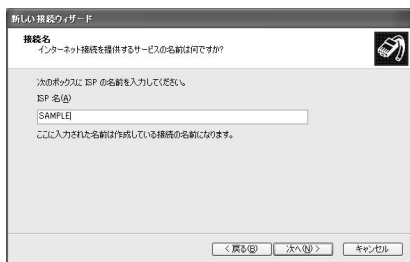 新しい接続ウィザード
接続名
インターネット接続を提供するサービスの名前は何ですか?
次のボックスに ISP の名前を入力してください。
ISP 名(A)
SAMPLE
ここに入力された名前は作成している接続の名前になります。
< 戻る(B)
次へ(N) >
キャンセル